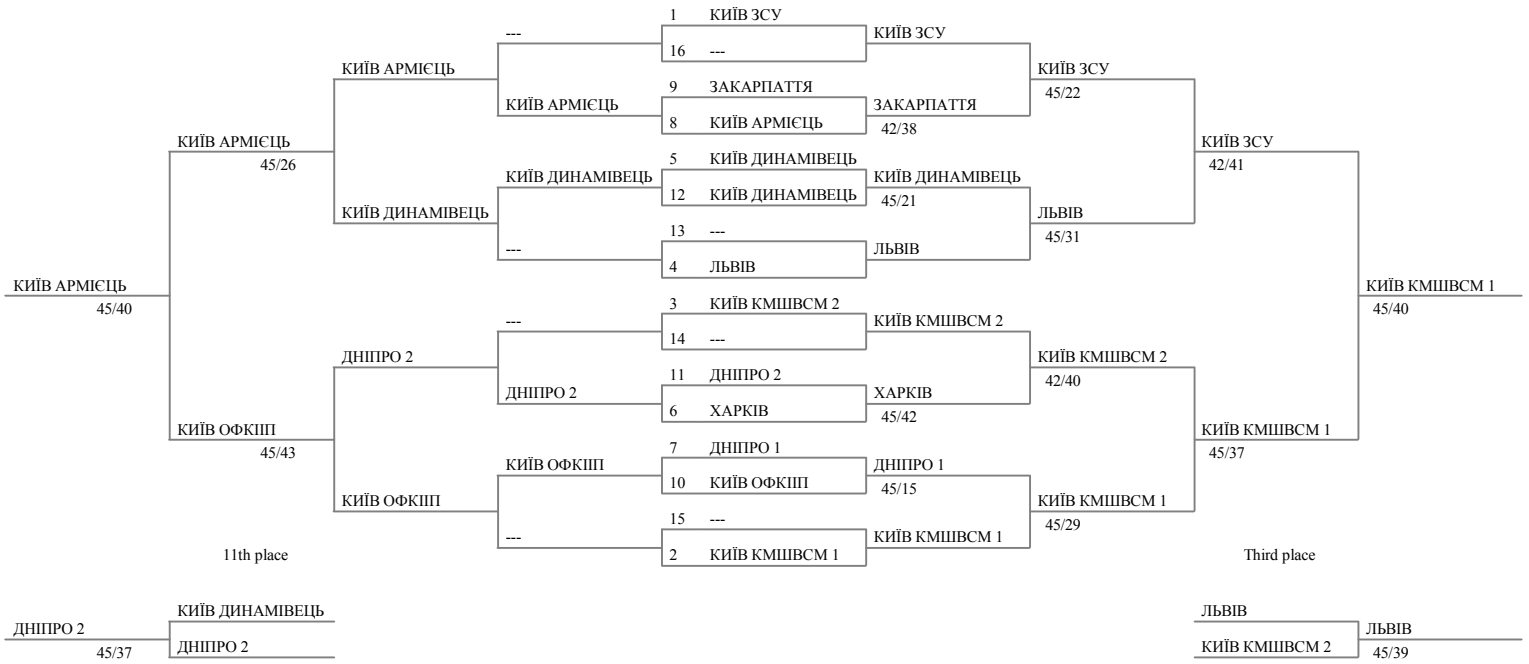 1 КИЇВ ЗСУ
--- КИЇВ ЗСУ
16 ---
КИЇВ АРМІЄЦЬ КИЇВ ЗСУ
45/22
9 ЗАКАРПАТТЯ
КИЇВ АРМІЄЦЬ ЗАКАРПАТТЯ
8 КИЇВ АРМІЄЦЬ 42/38
КИЇВ АРМІЄЦЬ КИЇВ ЗСУ
45/26 42/41
5 КИЇВ ДИНАМІВЕЦЬ
КИЇВ ДИНАМІВЕЦЬ КИЇВ ДИНАМІВЕЦЬ
12 КИЇВ ДИНАМІВЕЦЬ 45/21
КИЇВ ДИНАМІВЕЦЬ ЛЬВІВ
13 --- 45/31
--- ЛЬВІВ
4 ЛЬВІВ
КИЇВ АРМІЄЦЬ КИЇВ КМШВСМ 1
45/40 3 КИЇВ КМШВСМ 2 45/40
--- КИЇВ КМШВСМ 2
14 ---
ДНІПРО 2 КИЇВ КМШВСМ 2
11 ДНІПРО 2 42/40
ДНІПРО 2 ХАРКІВ
6 ХАРКІВ 45/42
КИЇВ ОФКІІП КИЇВ КМШВСМ 1
45/43 7 ДНІПРО 1 45/37
КИЇВ ОФКІІП ДНІПРО 1
10 КИЇВ ОФКІІП 45/15
КИЇВ ОФКІІП КИЇВ КМШВСМ 1
15 --- 45/29
--- КИЇВ КМШВСМ 1
11th place 2 КИЇВ КМШВСМ 1 Third place
КИЇВ ДИНАМІВЕЦЬ ЛЬВІВ
ДНІПРО 2 ЛЬВІВ
45/37 ДНІПРО 2 КИЇВ КМШВСМ 2 45/39